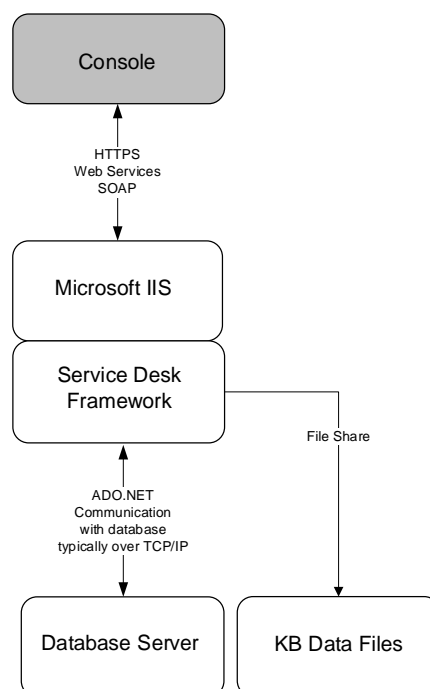 Console
HTTPS
Web Services
SOAP
Microsoft IIS
Service Desk
Framework
File Share
ADO.NET
Communication
with database
typically over TCP/IP
Database Server
KB Data Files